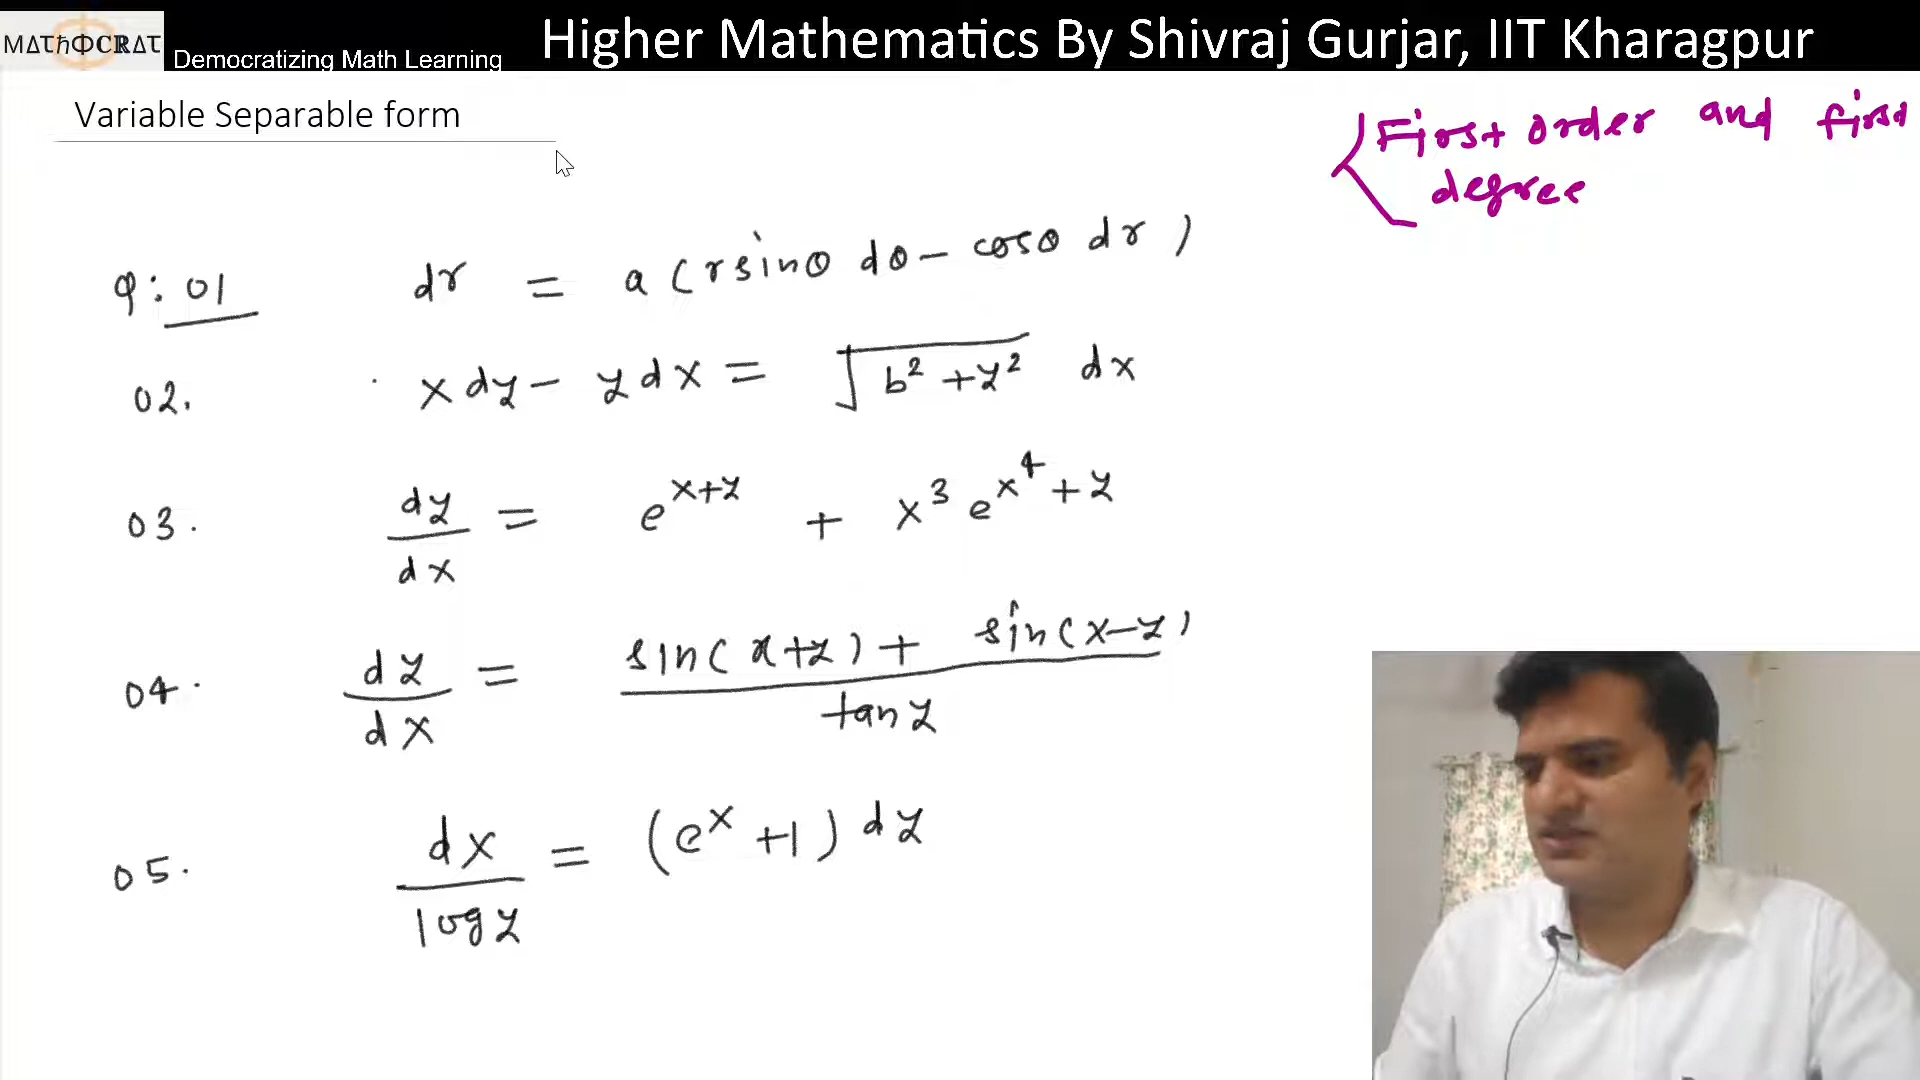 MΔTħΦCRΔT
Democratizing Math Learning
Higher Mathematics By Shivraj Gurjar, IIT Kharagpur
Variable Separable form
First order and first
degree
Q: 01 dr = a (r sinθ dθ - cosθ dr)
02. x dy - y dx = √(b² + y²) dx
03. dy/dx = e^(x+y) + x³ e^(x⁴+y)
04. dy/dx = (sin(x+y) + sin(x-y))/tan y
05. dx/log y = (e^x + 1) dy